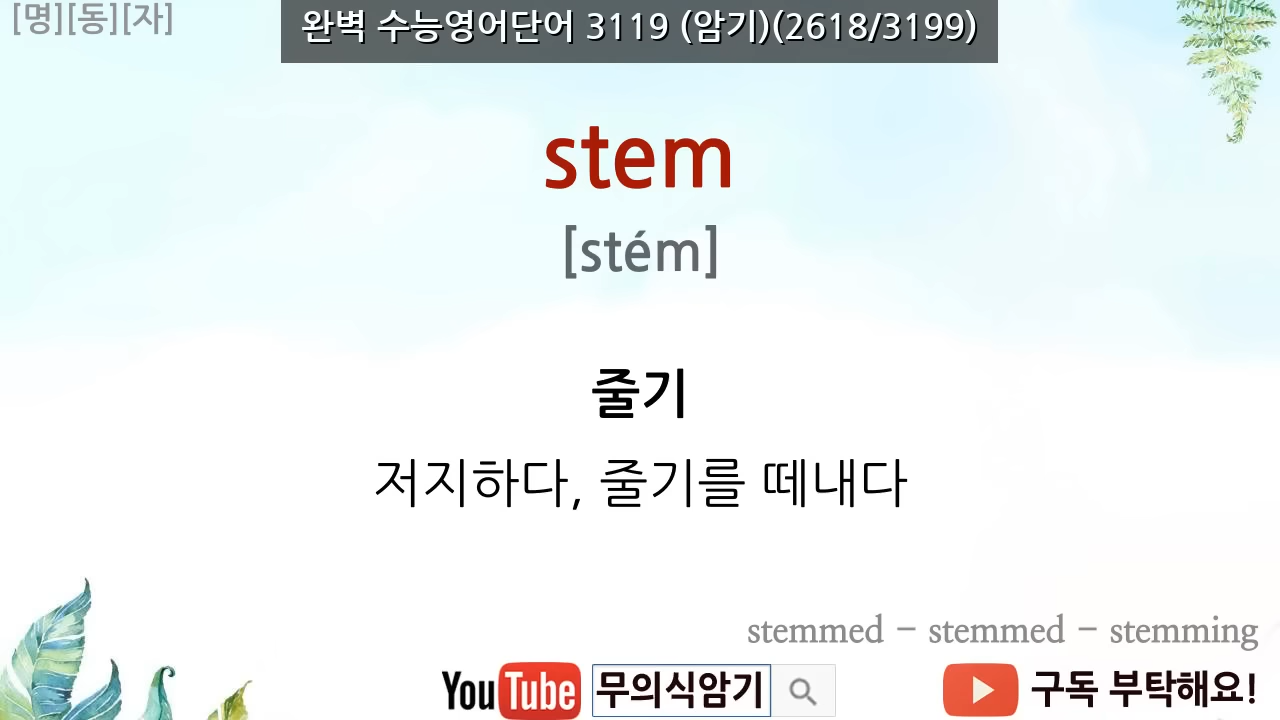 [명][동][자]
완벽 수능영어단어 3119 (암기)(2618/3199)
stem
[stém]
줄기
저지하다, 줄기를 떼내다
stemmed - stemmed - stemming
YouTube 무의식암기 구독 부탁해요!